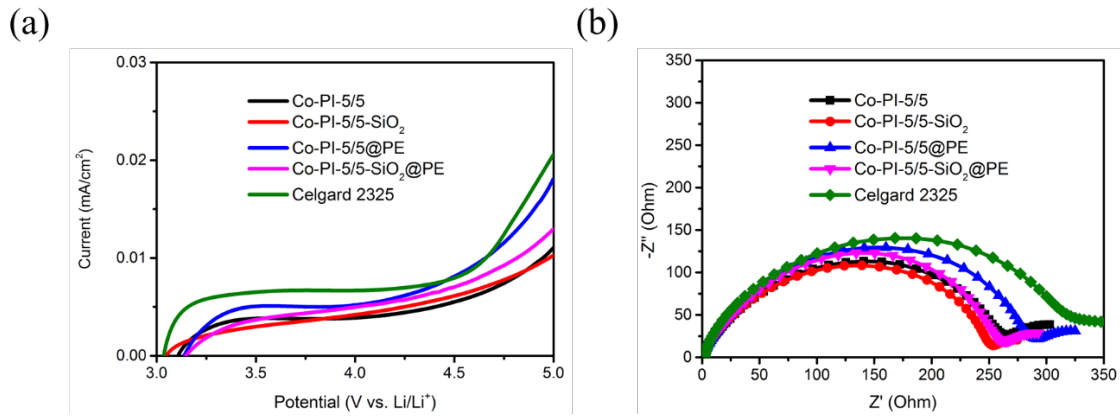 (a)
0.03
0.02
0.01
0.00
Current (mA/cm²)
Co-PI-5/5
Co-PI-5/5-SiO₂
Co-PI-5/5@PE
Co-PI-5/5-SiO₂@PE
Celgard 2325
3.0 3.5 4.0 4.5 5.0
Potential (V vs. Li/Li⁺)
(b)
350
300
250
200
150
100
50
0
-Z'' (Ohm)
Co-PI-5/5
Co-PI-5/5-SiO₂
Co-PI-5/5@PE
Co-PI-5/5-SiO₂@PE
Celgard 2325
0 50 100 150 200 250 300 350
Z' (Ohm)